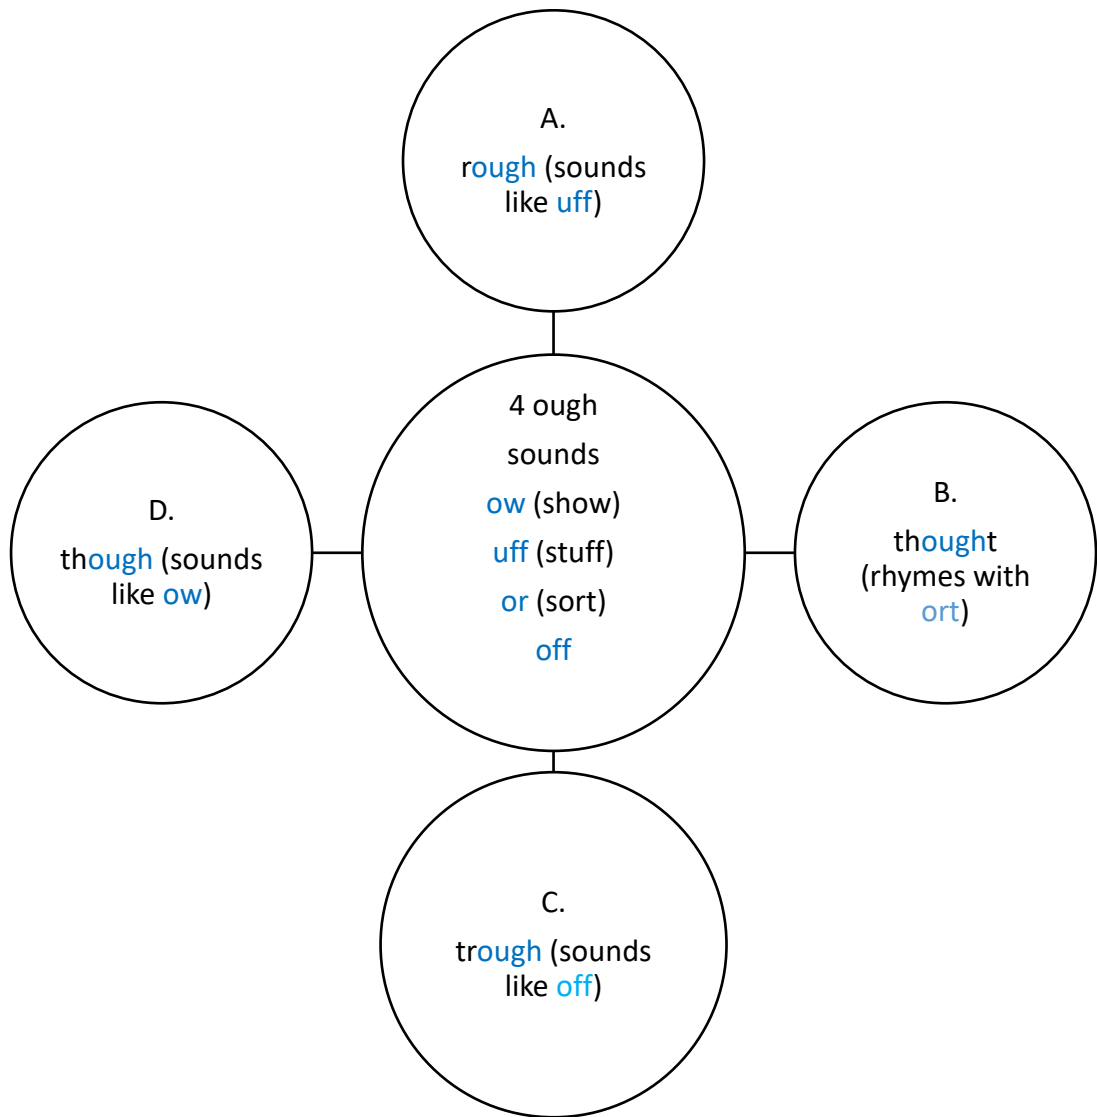 A.
rough (sounds
like uff)
4 ough
sounds
ow (show)
uff (stuff)
or (sort)
off
D.
though (sounds
like ow)
B.
thought
(rhymes with
ort)
C.
trough (sounds
like off)